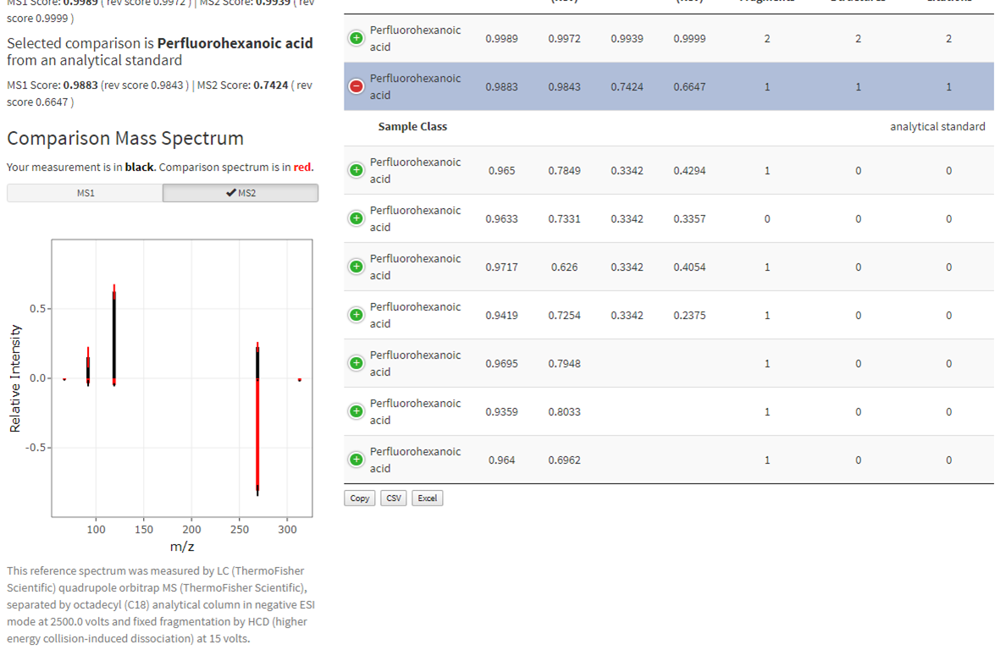 MS1 Score: 0.9989 ( rev score 0.9972 ) | MS2 Score: 0.9939 ( rev
score 0.9999 )
Selected comparison is Perfluorohexanoic acid
from an analytical standard
MS1 Score: 0.9883 (rev score 0.9843 ) | MS2 Score: 0.7424 ( rev
score 0.6647 )
Comparison Mass Spectrum
Your measurement is in black. Comparison spectrum is in red.
MS1 MS2
0.5
0.0
-0.5
Relative Intensity
100 150 200 250 300
m/z
This reference spectrum was measured by LC (ThermoFisher
Scientific) quadrupole orbitrap MS (ThermoFisher Scientific),
separated by octadecyl (C18) analytical column in negative ESI
mode at 2500.0 volts and fixed fragmentation by HCD (higher
energy collision-induced dissociation) at 15 volts.
Perfluorohexanoic
acid 0.9989 0.9972 0.9939 0.9999 2 2 2
Perfluorohexanoic
acid 0.9883 0.9843 0.7424 0.6647 1 1 1
Sample Class analytical standard
Perfluorohexanoic
acid 0.965 0.7849 0.3342 0.4294 1 0 0
Perfluorohexanoic
acid 0.9633 0.7331 0.3342 0.3357 0 0 0
Perfluorohexanoic
acid 0.9717 0.626 0.3342 0.4054 1 0 0
Perfluorohexanoic
acid 0.9419 0.7254 0.3342 0.2375 1 0 0
Perfluorohexanoic
acid 0.9695 0.7948 1 0 0
Perfluorohexanoic
acid 0.9359 0.8033 1 0 0
Perfluorohexanoic
acid 0.964 0.6962 1 0 0
Copy CSV Excel